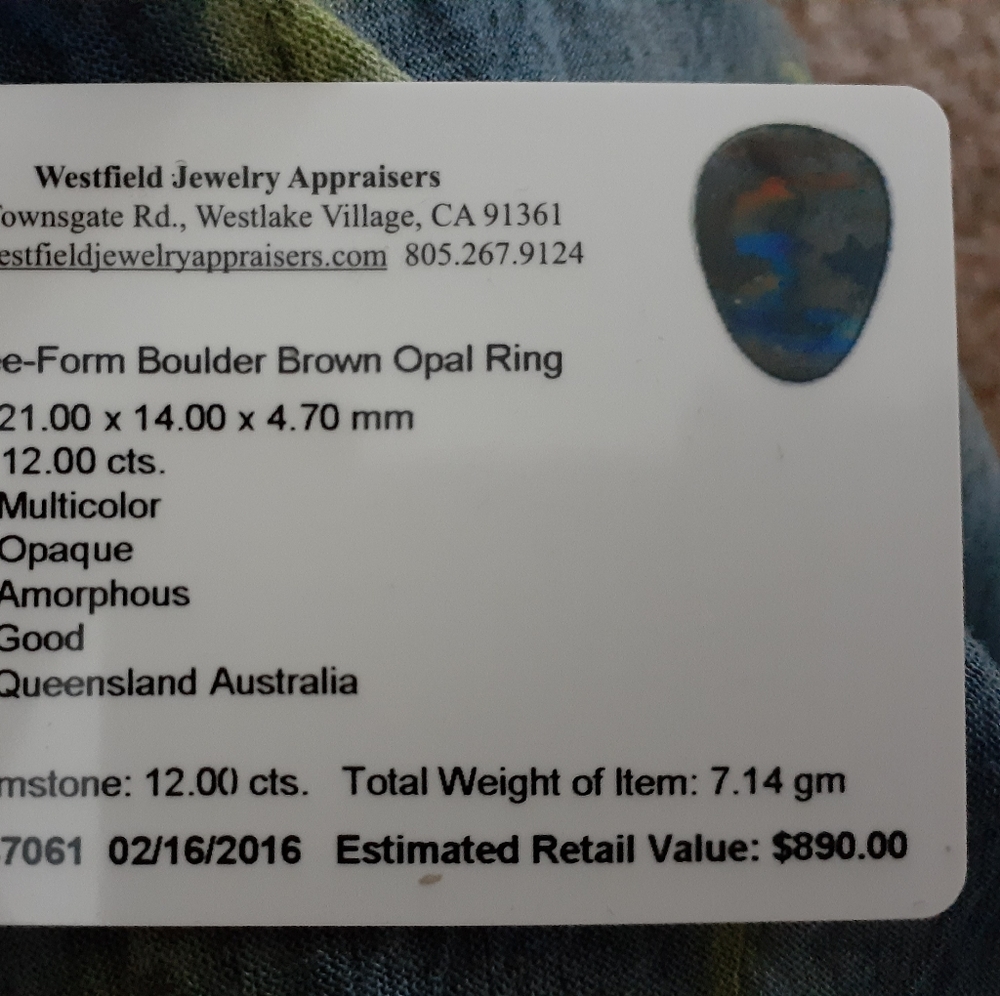 Westfield Jewelry Appraisers
Townsgate Rd., Westlake Village, CA 91361
estfieldjewelryappraisers.com 805.267.9124
e-Form Boulder Brown Opal Ring
21.00 x 14.00 x 4.70 mm
12.00 cts.
Multicolor
Opaque
Amorphous
Good
Queensland Australia
mstone: 12.00 cts. Total Weight of Item: 7.14 gm
7061 02/16/2016 Estimated Retail Value: $890.00